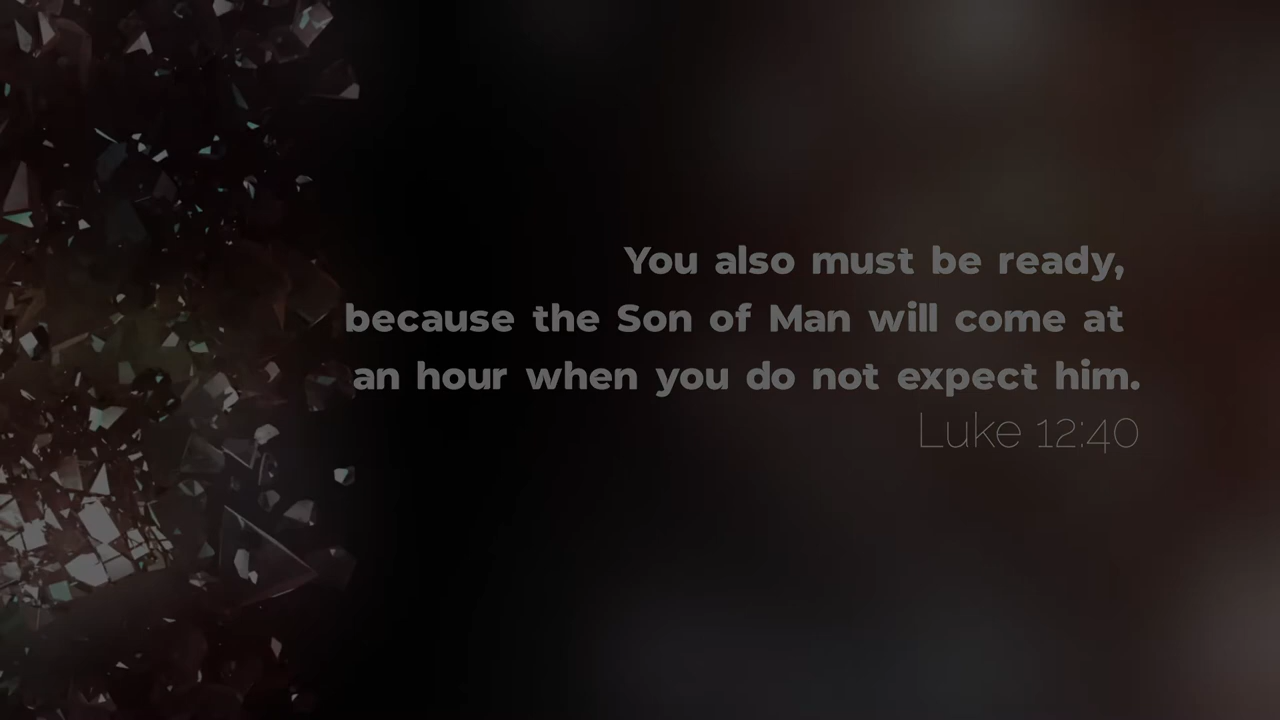 You also must be ready,
because the Son of Man will come at
an hour when you do not expect him.
Luke 12:40